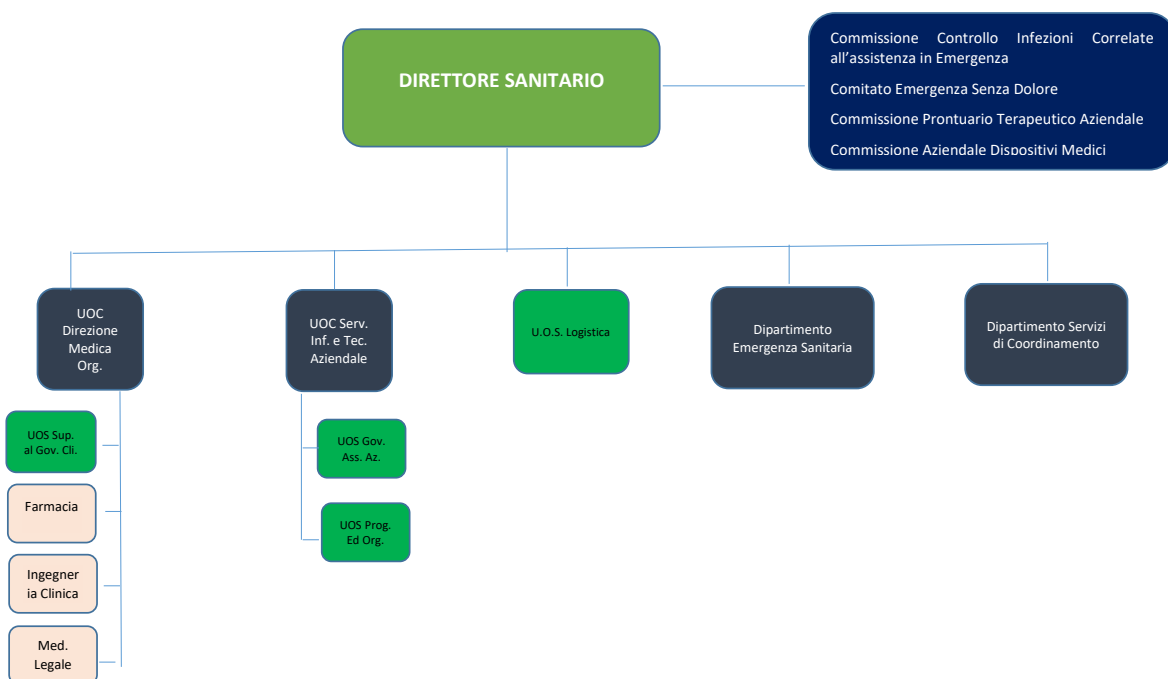 DIRETTORE SANITARIO
Commissione Controllo Infezioni Correlate
all'assistenza in Emergenza
Comitato Emergenza Senza Dolore
Commissione Prontuario Terapeutico Aziendale
Commissione Aziendale Dispositivi Medici
UOC
Direzione
Medica
Org.
UOC Serv.
Inf. e Tec.
Aziendale
U.O.S. Logistica
Dipartimento
Emergenza Sanitaria
Dipartimento Servizi
di Coordinamento
UOS Sup.
al Gov. Cli.
Farmacia
Ingegner
ia Clinica
Med.
Legale
UOS Gov.
Ass. Az.
UOS Prog.
Ed Org.